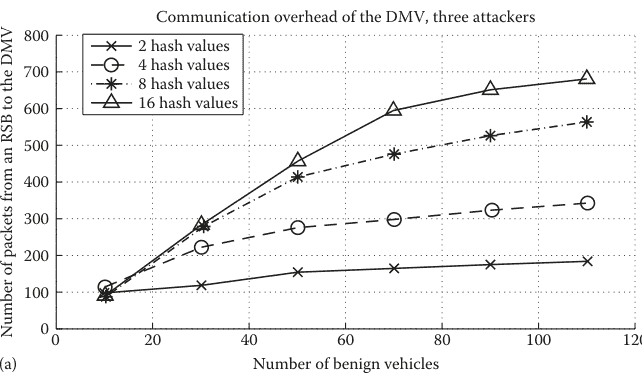 Communication overhead of the DMV, three attackers
Number of packets from an RSB to the DMV
800
700
600
500
400
300
200
100
0
2 hash values
4 hash values
8 hash values
16 hash values
0 20 40 60 80 100 120
(a) Number of benign vehicles